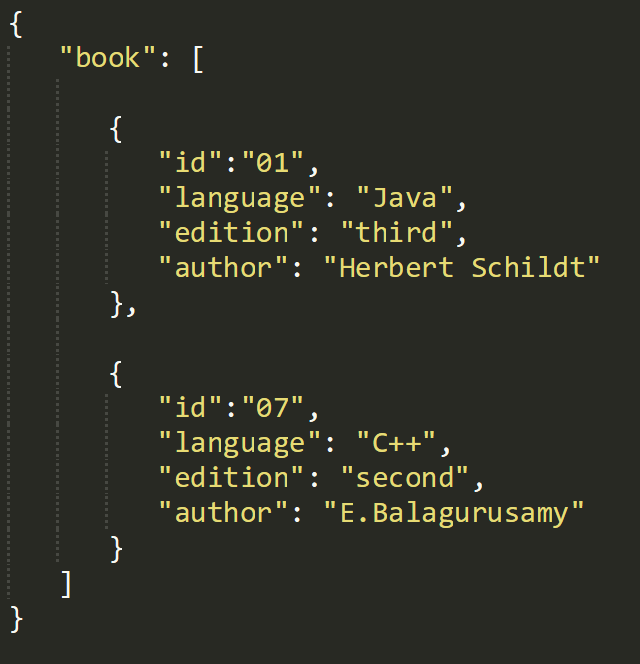 {
"book": [
{
"id":"01",
"language": "Java",
"edition": "third",
"author": "Herbert Schildt"
},
{
"id":"07",
"language": "C++",
"edition": "second",
"author": "E.Balagurusamy"
}
]
}